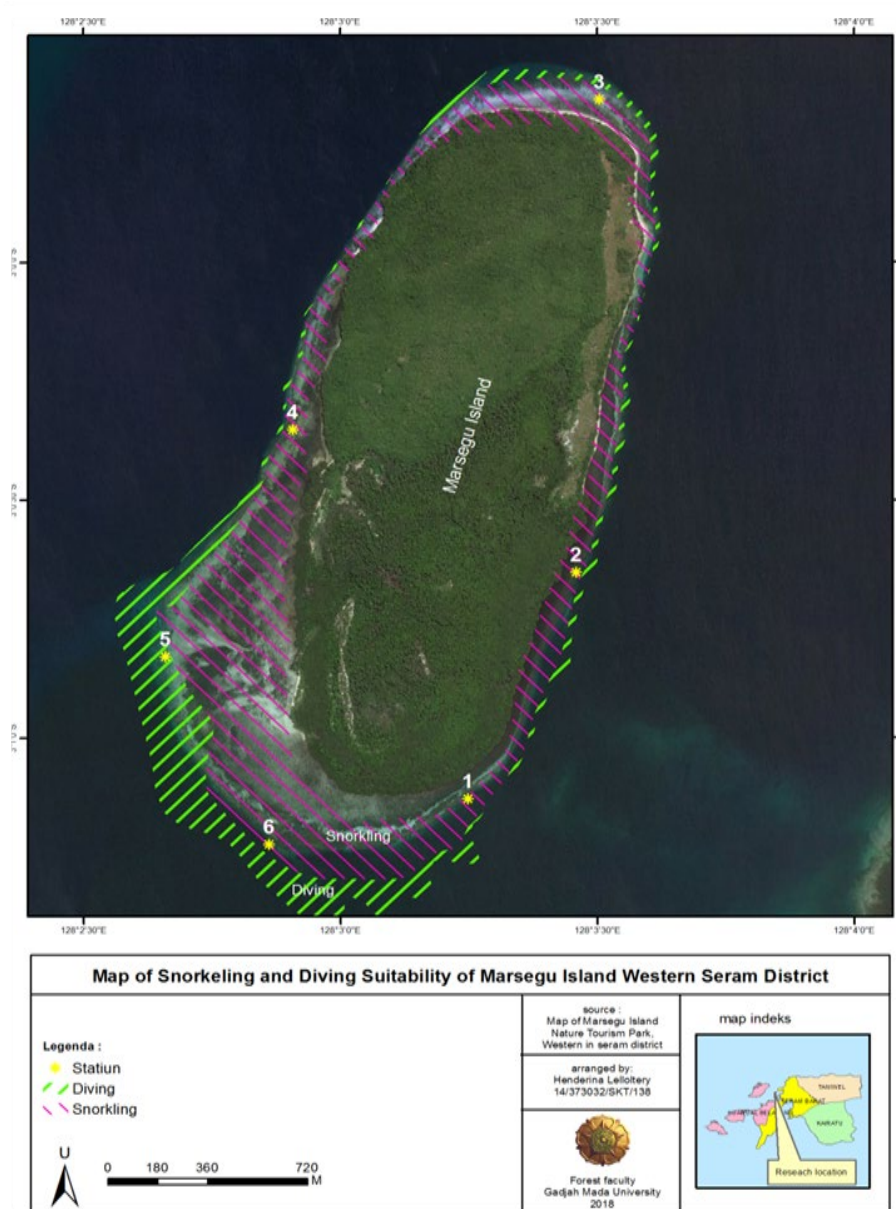 128°2'30"E 128°3'0"E 128°3'30"E 128°4'0"E
3
4
Marsegu Island
2
5
1
6
Snorkling
Diving
128°2'30"E 128°3'0"E 128°3'30"E 128°4'0"E
Map of Snorkeling and Diving Suitability of Marsegu Island Western Seram District
Legenda :
Statiun
Diving
Snorkling
U
0 180 360 720
M
source :
Map of Marsegu Island
Nature Tourism Park,
Western in seram district
arranged by:
Henderina Lelloltery
14/373032/SKT/138
Forest faculty
Gadjah Mada University
2018
map indeks
TANIWEL
SERAM BARAT
KAIRATU
Reseach location